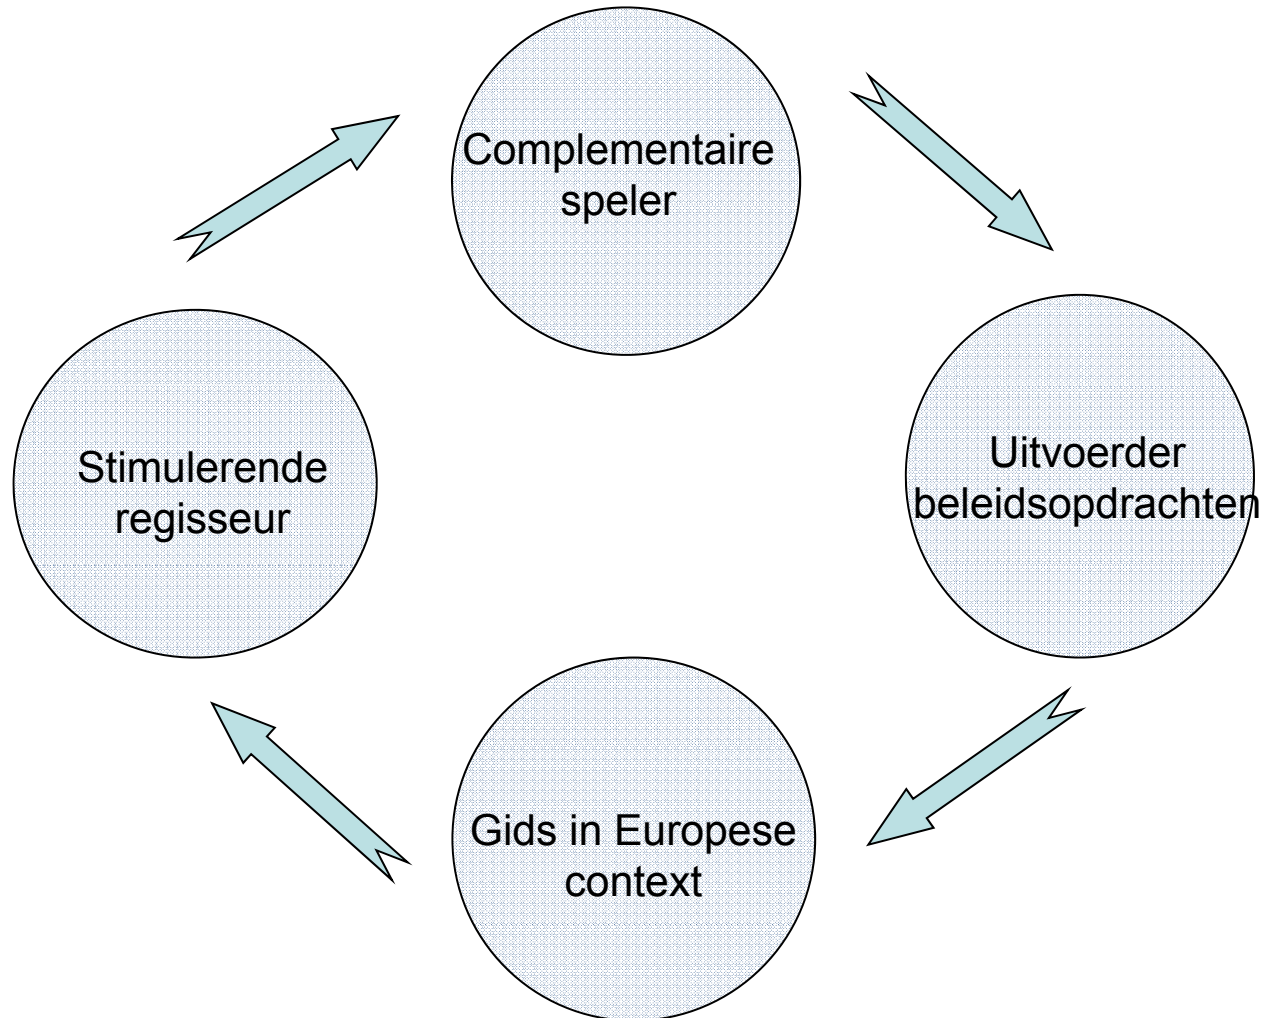 Complementaire
speler
Stimulerende
regisseur
Uitvoerder
beleidsopdrachten
Gids in Europese
context